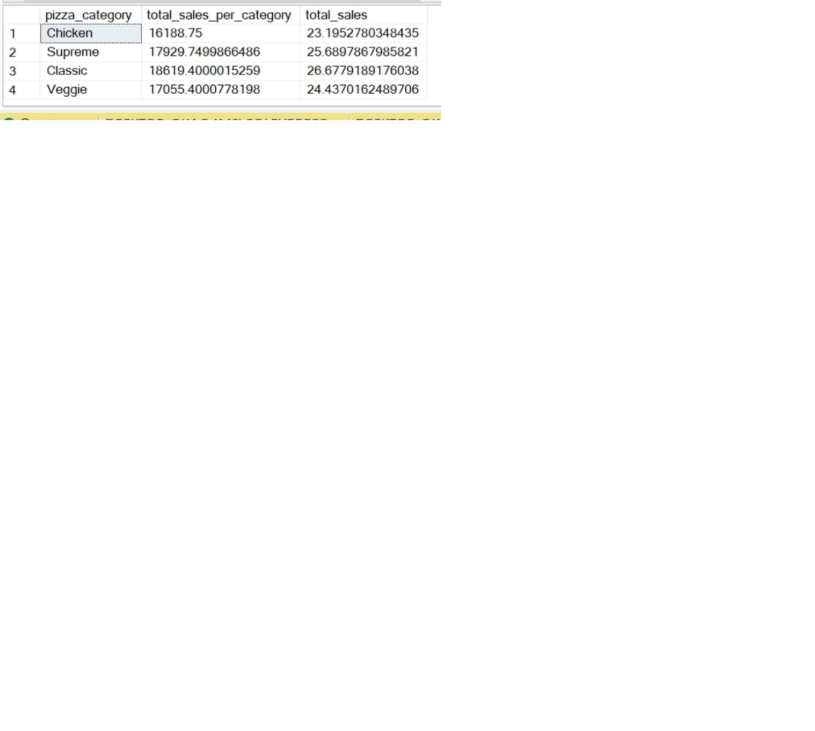 pizza_category total_sales_per_category total_sales
1 Chicken 16188.75 23.1952780348435
2 Supreme 17929.7499866486 25.6897867985821
3 Classic 18619.4000015259 26.6779189176038
4 Veggie 17055.4000778198 24.4370162489706